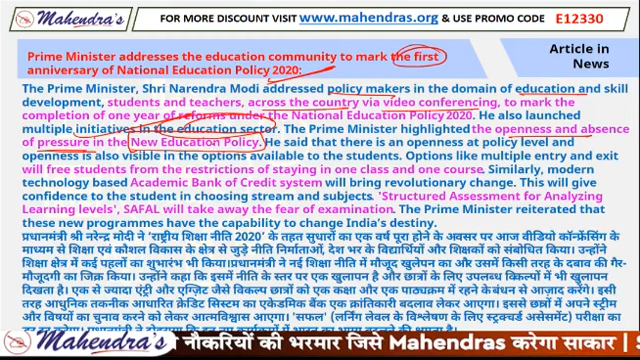 Mahendra's
FOR MORE DISCOUNT VISIT www.mahendras.org & USE PROMO CODE E12330
Prime Minister addresses the education community to mark the first
anniversary of National Education Policy 2020:
Article in
News
The Prime Minister, Shri Narendra Modi addressed policy makers in the domain of education and skill
development, students and teachers, across the country via video conferencing, to mark the
completion of one year of reforms under the National Education Policy 2020. He also launched
multiple initiatives in the education sector. The Prime Minister highlighted the openness and absence
of pressure in the New Education Policy. He said that there is an openness at policy level and
openness is also visible in the options available to the students. Options like multiple entry and exit
will free students from the restrictions of staying in one class and one course. Similarly, modern
technology based Academic Bank of Credit system will bring revolutionary change. This will give
confidence to the student in choosing stream and subjects. 'Structured Assessment for Analyzing
Learning levels', SAFAL will take away the fear of examination. The Prime Minister reiterated that
these new programmes have the capability to change India's destiny.
प्रधानमंत्री श्री नरेन्द्र मोदी ने 'राष्ट्रीय शिक्षा नीति 2020' के तहत सुधारों का एक वर्ष पूरा होने के अवसर पर आज वीडियो कॉन्फ्रेंसिंग के
माध्यम से शिक्षा एवं कौशल विकास के क्षेत्र से जुड़े नीति निर्माताओं, देश भर के विद्यार्थियों और शिक्षकों को संबोधित किया। उन्होंने
शिक्षा क्षेत्र में कई पहलों का शुभारंभ भी किया।प्रधानमंत्री ने नई शिक्षा नीति में मौजूद खुलेपन का और उसमें किसी तरह के दबाव की गैर-
मौजूदगी का जिक्र किया। उन्होंने कहा कि इसमें नीति के स्तर पर एक खुलापन है और छात्रों के लिए उपलब्ध विकल्पों में भी खुलापन
दिखता है। एक से ज्यादा एंट्री और एग्जिट जैसे विकल्प छात्रों को एक कक्षा और एक पाठ्यक्रम में रहने के बंधन से आज़ाद करेंगे। इसी
तरह आधुनिक तकनीक आधारित क्रेडिट सिस्टम का एकेडमिक बैंक एक क्रांतिकारी बदलाव लेकर आएगा। इससे छात्रों में अपने स्ट्रीम
और विषयों का चुनाव करने को लेकर आत्मविश्वास आएगा। 'सफल' (लर्निंग लेवल के विश्लेषण के लिए स्ट्रक्चर्ड असेसमेंट) परीक्षा का
Mahendra's नौकरियों की भरमार जिसे Mahendras करेगा साकार |